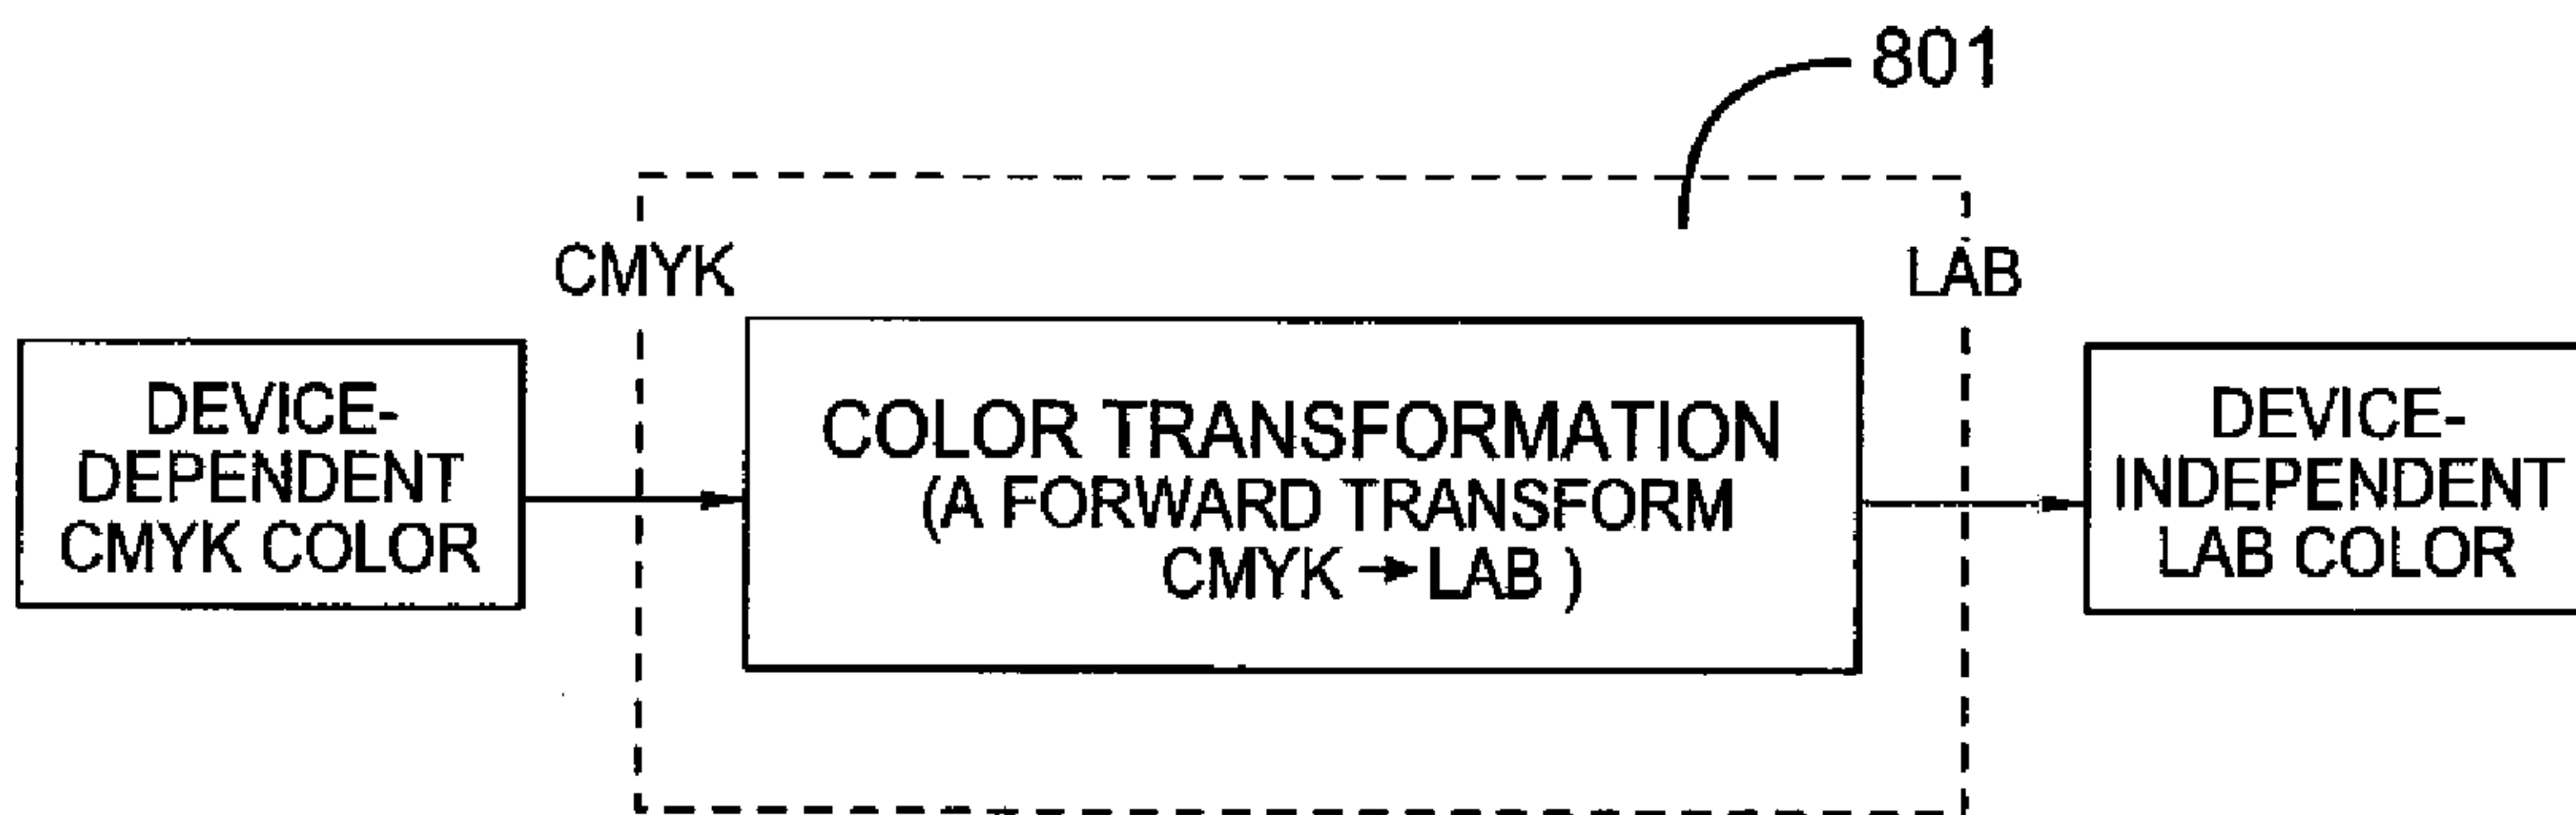 801
CMYK
LAB
DEVICE-
DEPENDENT
CMYK COLOR
COLOR TRANSFORMATION
(A FORWARD TRANSFORM
CMYK → LAB )
DEVICE-
INDEPENDENT
LAB COLOR